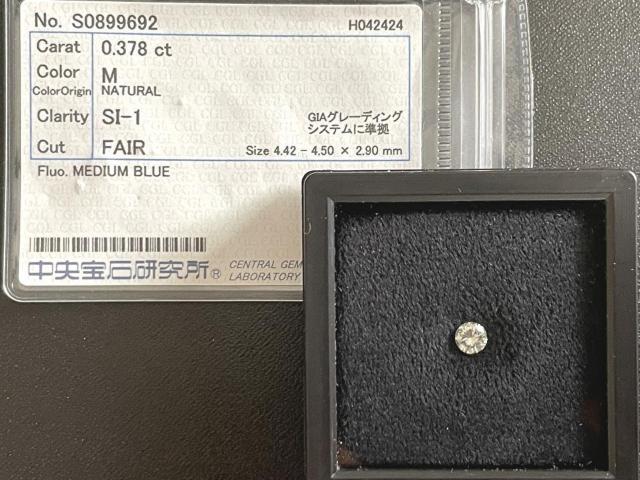 No. S0899692 H042424
Carat 0.378 ct
Color M
ColorOrigin NATURAL
Clarity SI-1 GIAグレーディング
システムに準拠
Cut FAIR Size 4.42 - 4.50 × 2.90 mm
Fluo. MEDIUM BLUE
中央宝石研究所® CENTRAL GEM
LABORATORY